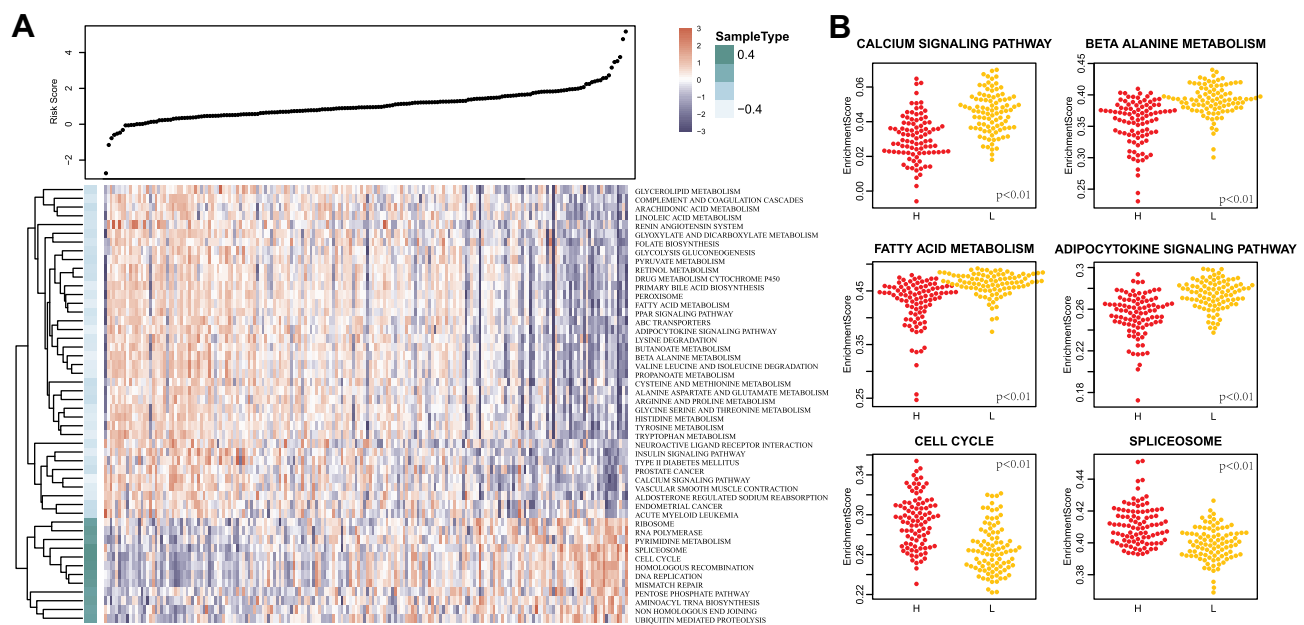 A
Risk Score
4
2
0
−2
3
2
1
0
−1
−2
−3
SampleType
0.4
−0.4
GLYCEROLIPID METABOLISM
COMPLEMENT AND COAGULATION CASCADES
ARACHIDONIC ACID METABOLISM
LINOLEIC ACID METABOLISM
RENIN ANGIOTENSIN SYSTEM
GLYOXYLATE AND DICARBOXYLATE METABOLISM
FOLATE BIOSYNTHESIS
GLYCOLYSIS GLUCONEOGENESIS
PYRUVATE METABOLISM
RETINOL METABOLISM
DRUG METABOLISM CYTOCHROME P450
PRIMARY BILE ACID BIOSYNTHESIS
PEROXISOME
FATTY ACID METABOLISM
PPAR SIGNALING PATHWAY
ABC TRANSPORTERS
ADIPOCYTOKINE SIGNALING PATHWAY
LYSINE DEGRADATION
BUTANOATE METABOLISM
BETA ALANINE METABOLISM
VALINE LEUCINE AND ISOLEUCINE DEGRADATION
PROPANOATE METABOLISM
CYSTEINE AND METHIONINE METABOLISM
ALANINE ASPARTATE AND GLUTAMATE METABOLISM
ARGININE AND PROLINE METABOLISM
GLYCINE SERINE AND THREONINE METABOLISM
HISTIDINE METABOLISM
TYROSINE METABOLISM
TRYPTOPHAN METABOLISM
NEUROACTIVE LIGAND RECEPTOR INTERACTION
INSULIN SIGNALING PATHWAY
TYPE II DIABETES MELLITUS
PROSTATE CANCER
CALCIUM SIGNALING PATHWAY
VASCULAR SMOOTH MUSCLE CONTRACTION
ALDOSTERONE REGULATED SODIUM REABSORPTION
ENDOMETRIAL CANCER
ACUTE MYELOID LEUKEMIA
RIBOSOME
RNA POLYMERASE
PYRIMIDINE METABOLISM
SPLICEOSOME
CELL CYCLE
HOMOLOGOUS RECOMBINATION
DNA REPLICATION
MISMATCH REPAIR
PENTOSE PHOSPHATE PATHWAY
AMINOACYL TRNA BIOSYNTHESIS
NON HOMOLOGOUS END JOINING
UBIQUITIN MEDIATED PROTEOLYSIS
B
CALCIUM SIGNALING PATHWAY
EnrichmentScore
0.06
0.04
0.02
0.00
p<0.01
H L
BETA ALANINE METABOLISM
EnrichmentScore
0.45
0.40
0.35
0.30
0.25
p<0.01
H L
FATTY ACID METABOLISM
EnrichmentScore
0.45
0.35
0.25
p<0.01
H L
ADIPOCYTOKINE SIGNALING PATHWAY
EnrichmentScore
0.3
0.26
0.22
0.18
p<0.01
H L
CELL CYCLE
EnrichmentScore
0.34
0.30
0.26
0.22
p<0.01
H L
SPLICEOSOME
EnrichmentScore
0.44
0.40
0.38
p<0.01
H L